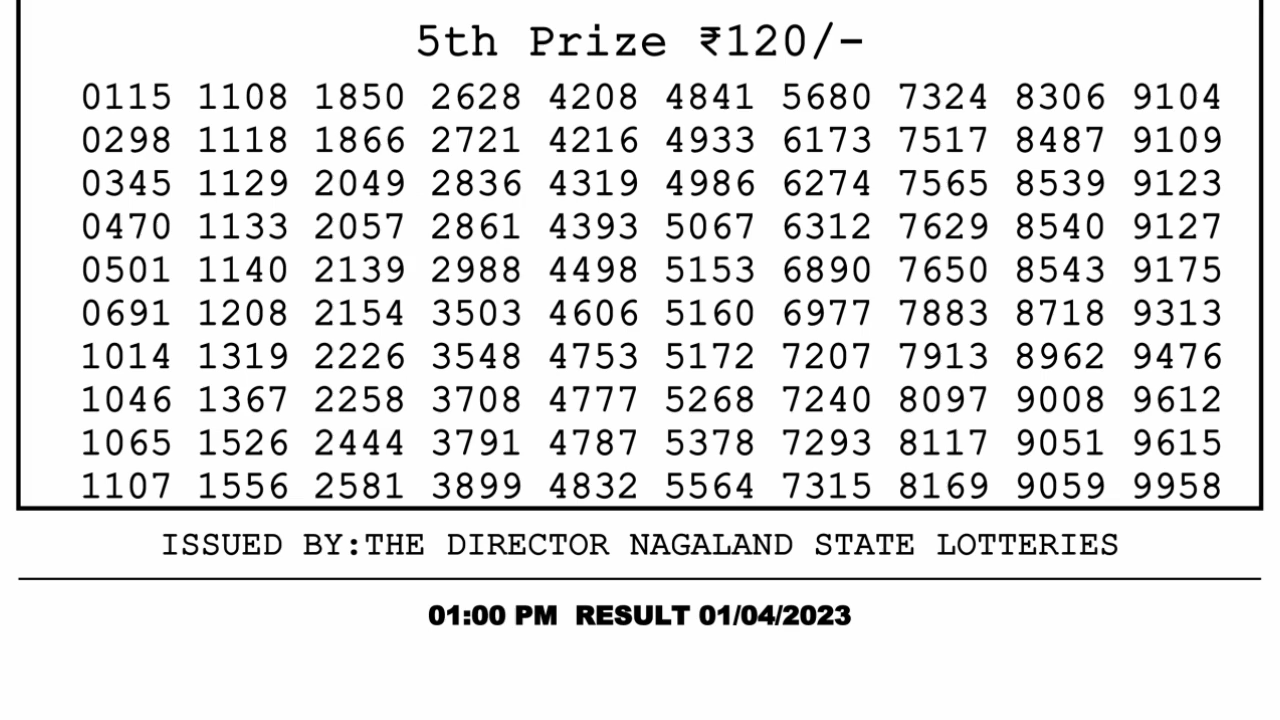 5th Prize ₹120/-
0115 1108 1850 2628 4208 4841 5680 7324 8306 9104
0298 1118 1866 2721 4216 4933 6173 7517 8487 9109
0345 1129 2049 2836 4319 4986 6274 7565 8539 9123
0470 1133 2057 2861 4393 5067 6312 7629 8540 9127
0501 1140 2139 2988 4498 5153 6890 7650 8543 9175
0691 1208 2154 3503 4606 5160 6977 7883 8718 9313
1014 1319 2226 3548 4753 5172 7207 7913 8962 9476
1046 1367 2258 3708 4777 5268 7240 8097 9008 9612
1065 1526 2444 3791 4787 5378 7293 8117 9051 9615
1107 1556 2581 3899 4832 5564 7315 8169 9059 9958
ISSUED BY:THE DIRECTOR NAGALAND STATE LOTTERIES
01:00 PM RESULT 01/04/2023